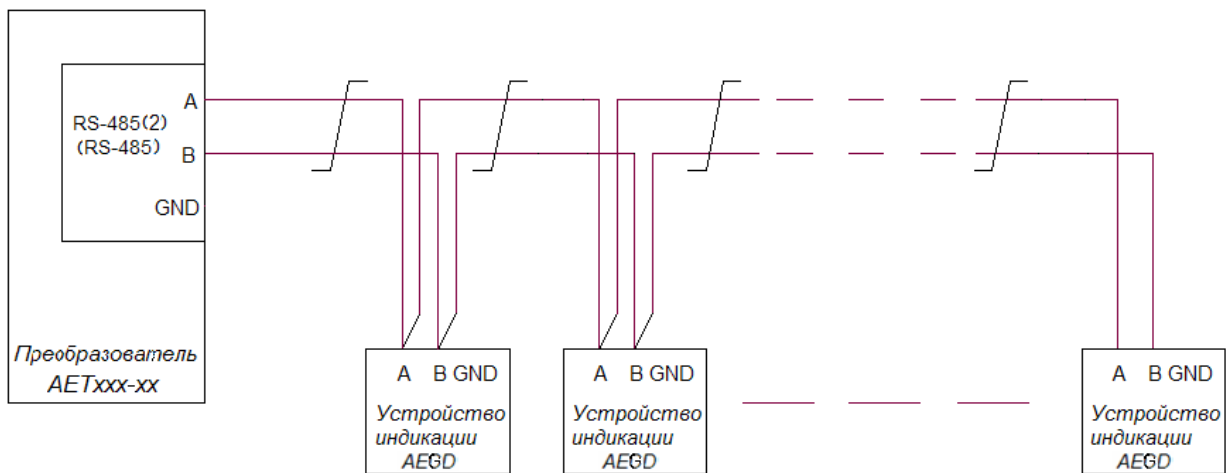 A
RS-485(2)
(RS-485)
B
GND
Преобразователь
AETxxx-xx
A B GND
Устройство
индикации
AEGD
A B GND
Устройство
индикации
AEGD
A B GND
Устройство
индикации
AEGD